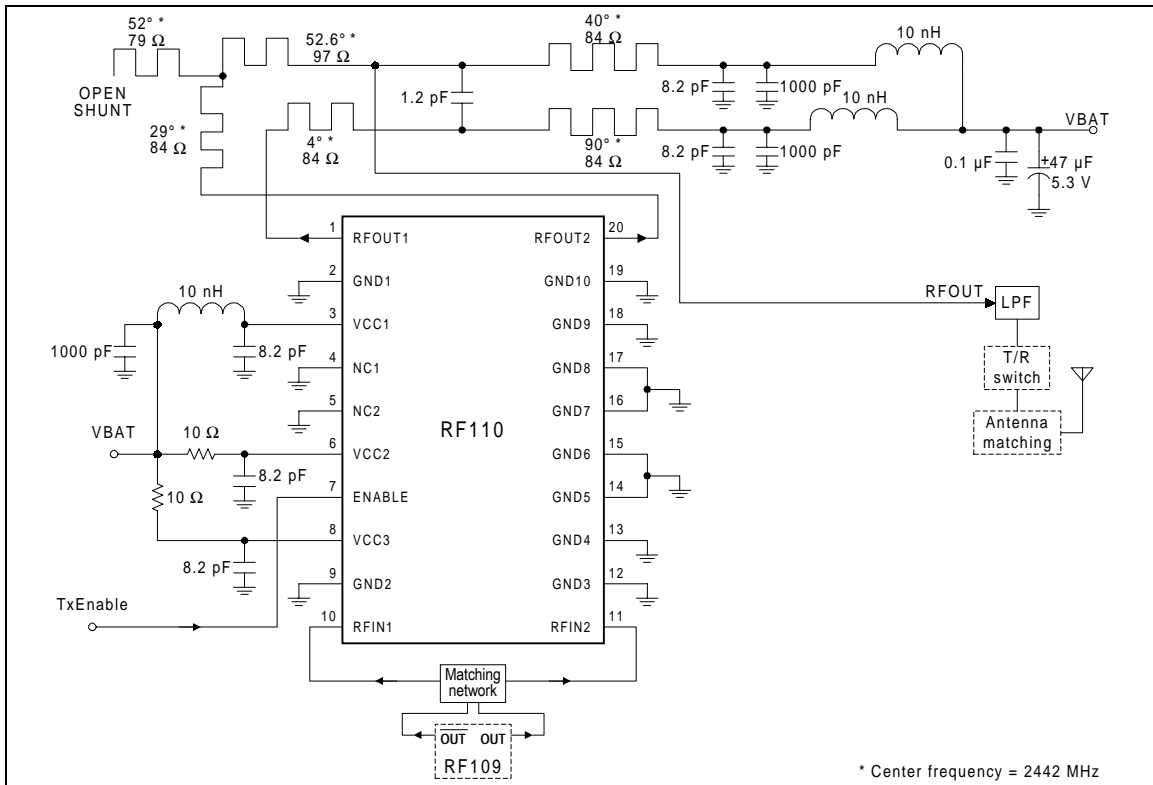 52° *
79 Ω
OPEN
SHUNT
52.6° *
97 Ω
40° *
84 Ω
10 nH
8.2 pF
1000 pF
1.2 pF
10 nH
29° *
84 Ω
4° *
84 Ω
90° *
84 Ω
8.2 pF
1000 pF
VBAT
0.1 µF
+47 µF
5.3 V
1
RFOUT1
RFOUT2
20
2
GND1
GND10
19
10 nH
3
VCC1
GND9
18
1000 pF
8.2 pF
4
NC1
GND8
17
5
NC2
GND7
16
RF110
VBAT
10 Ω
6
VCC2
GND6
15
8.2 pF
10 Ω
7
ENABLE
GND5
14
8
VCC3
GND4
13
8.2 pF
9
GND2
GND3
12
TxEnable
10
RFIN1
RFIN2
11
RFOUT
LPF
T/R
switch
Antenna
matching
Matching
network
OUT OUT
RF109
* Center frequency = 2442 MHz